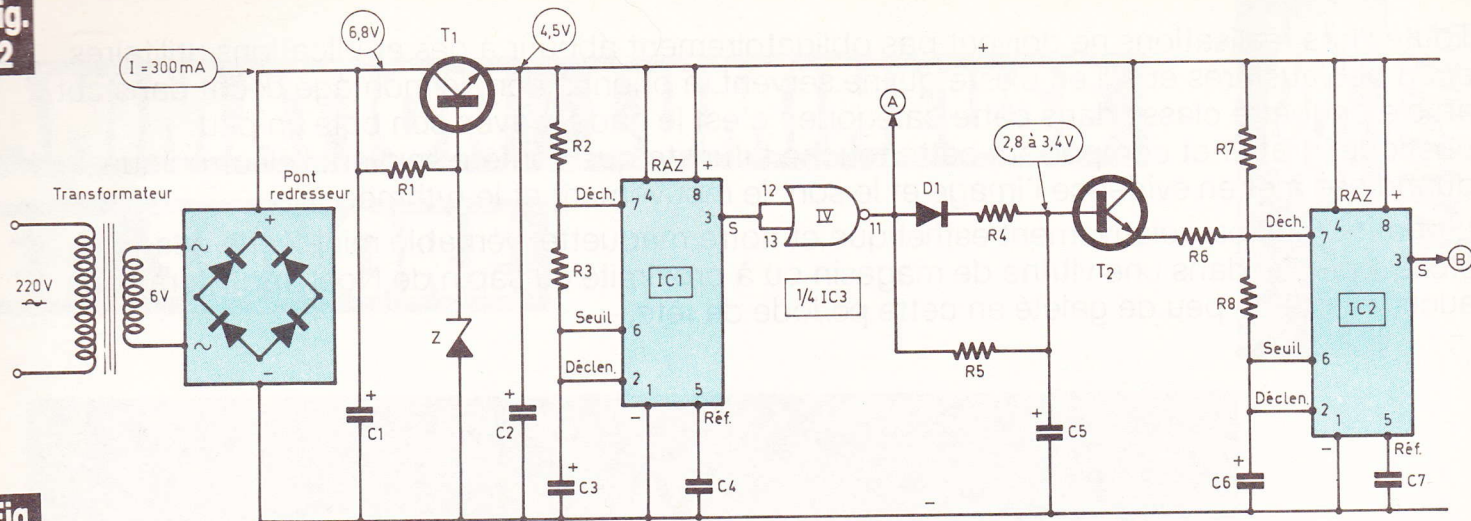 ig.
2
I = 300mA
6,8V
T1
4,5V
Transformateur
220V
~
6V
Pont
redresseur
+
~
~
−
R1
Z
+
C1
+
C2
R2
R3
+
C3
Déch.
7
RAZ
4
+
8
3
S
IC1
Seuil
6
Déclen.
2
1
−
5
Réf.
C4
12
13
IV
11
1/4 IC3
A
D1
R4
R5
2,8 à 3,4V
+
C5
T2
R6
+
−
R7
R8
+
C6
Déch.
7
RAZ
4
+
8
3
S
B
IC2
Seuil
6
Déclen.
2
1
−
5
Réf.
C7
ig